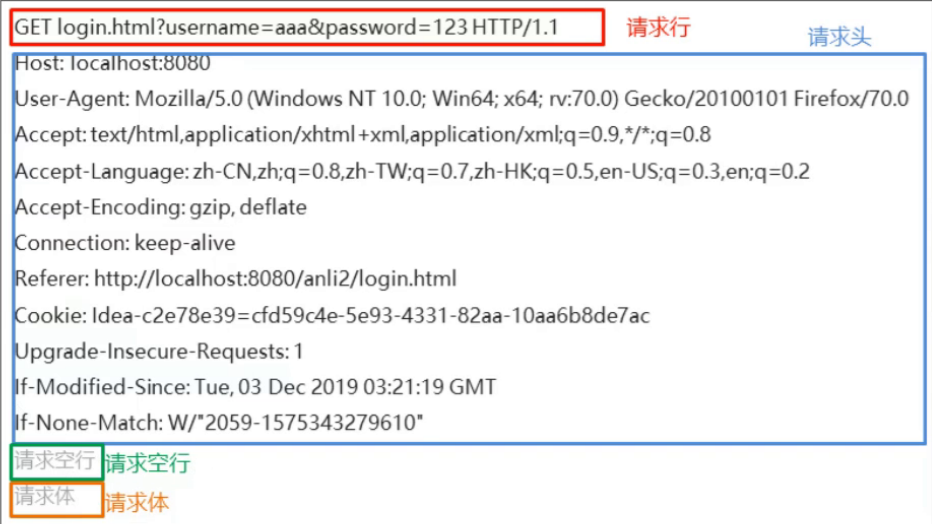 GET login.html?username=aaa&password=123 HTTP/1.1 请求行
请求头
Host: localhost:8080
User-Agent: Mozilla/5.0 (Windows NT 10.0; Win64; x64; rv:70.0) Gecko/20100101 Firefox/70.0
Accept: text/html,application/xhtml+xml,application/xml;q=0.9,*/*;q=0.8
Accept-Language: zh-CN,zh;q=0.8,zh-TW;q=0.7,zh-HK;q=0.5,en-US;q=0.3,en;q=0.2
Accept-Encoding: gzip, deflate
Connection: keep-alive
Referer: http://localhost:8080/anli2/login.html
Cookie: Idea-c2e78e39=cfd59c4e-5e93-4331-82aa-10aa6b8de7ac
Upgrade-Insecure-Requests: 1
If-Modified-Since: Tue, 03 Dec 2019 03:21:19 GMT
If-None-Match: W/"2059-1575343279610"
请求空行 请求空行
请求体 请求体